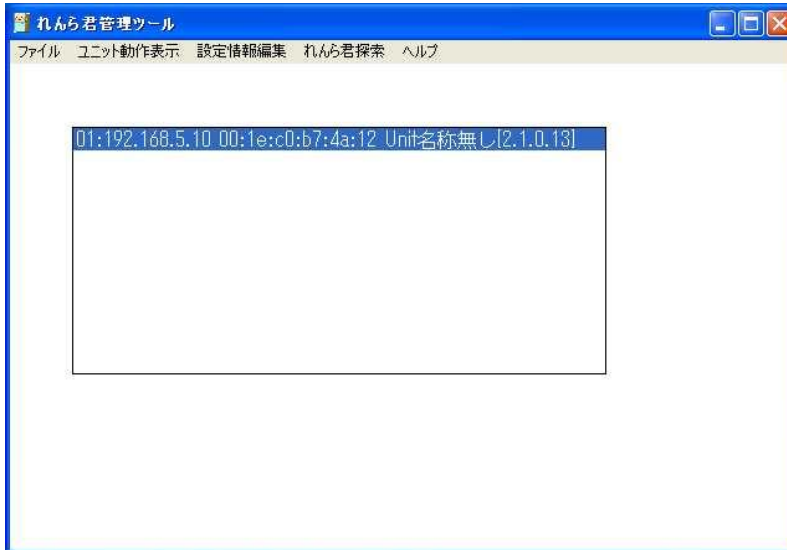 れんら君管理ツール
ファイル ユニット動作表示 設定情報編集 れんら君探索 ヘルプ
01:192.168.5.10 00:1e:c0:b7:4a:12 Unit名称無し[2.1.0.13]